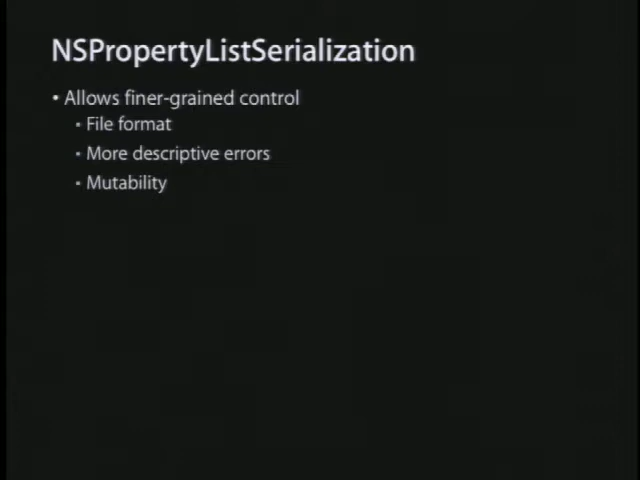 NSPropertyListSerialization
• Allows finer-grained control
• File format
• More descriptive errors
• Mutability